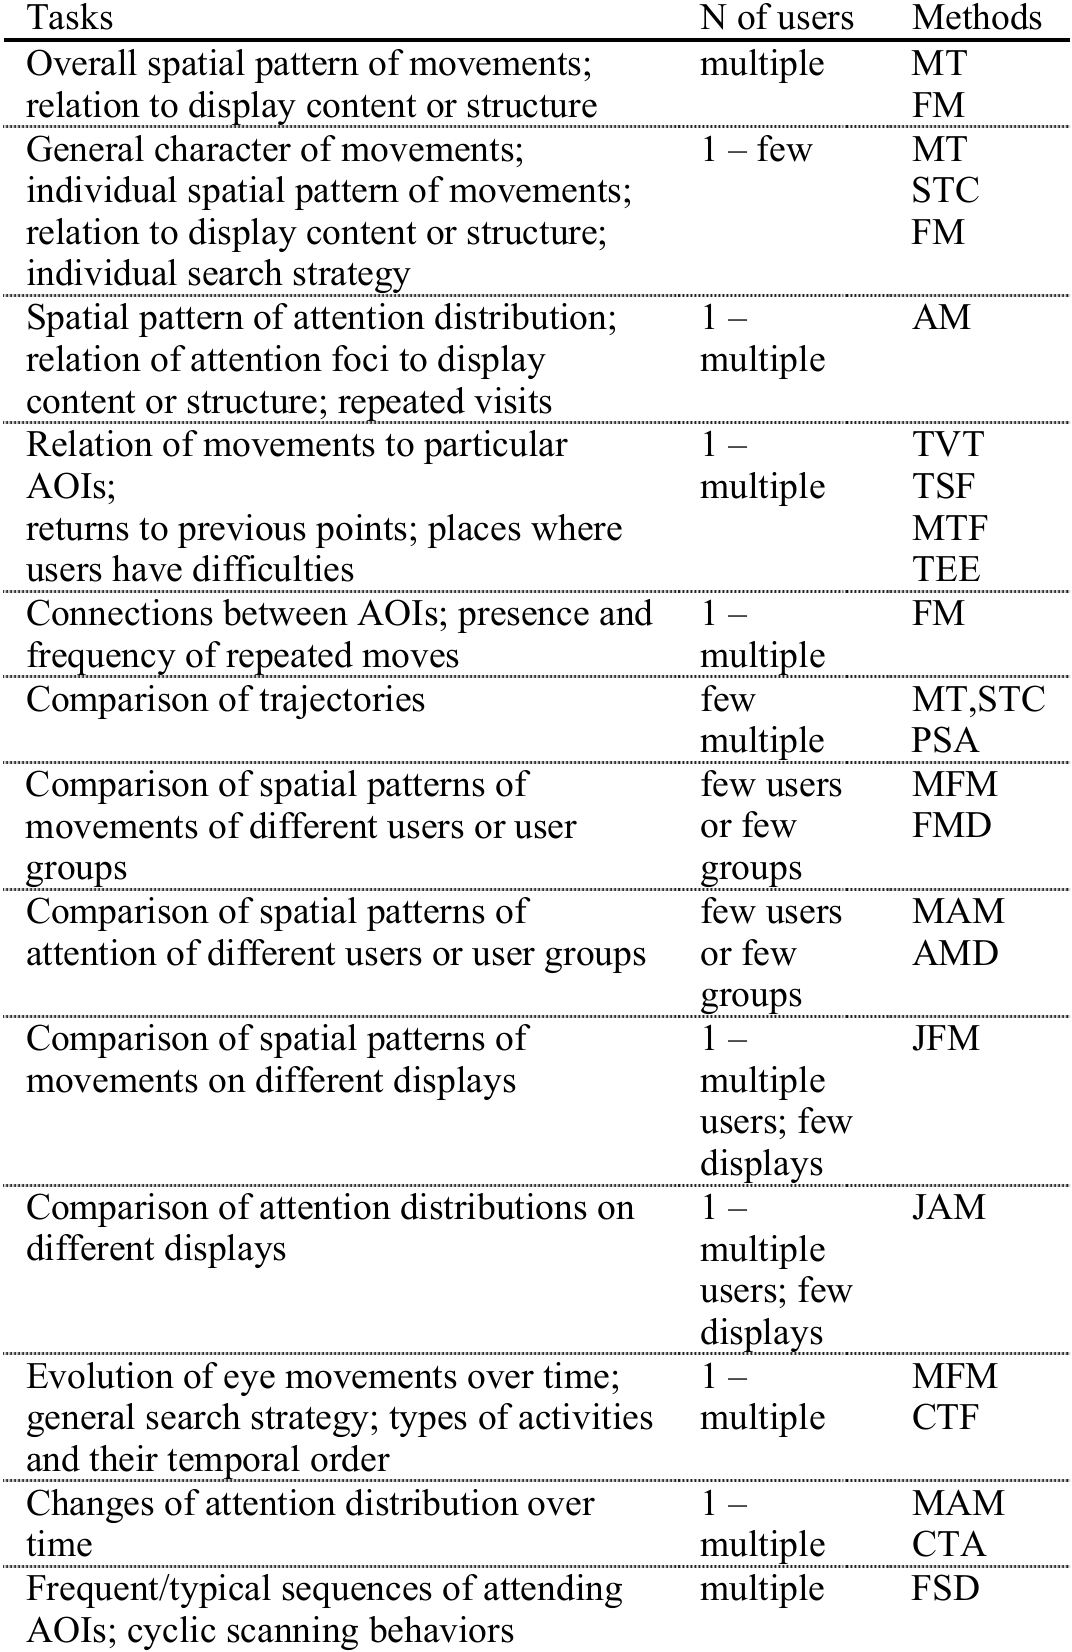 Tasks N of users Methods
Overall spatial pattern of movements; multiple MT
relation to display content or structure FM
General character of movements; 1 – few MT
individual spatial pattern of movements; STC
relation to display content or structure; FM
individual search strategy
Spatial pattern of attention distribution; 1 – AM
relation of attention foci to display multiple
content or structure; repeated visits
Relation of movements to particular 1 – TVT
AOIs; multiple TSF
returns to previous points; places where MTF
users have difficulties TEE
Connections between AOIs; presence and 1 – FM
frequency of repeated moves multiple
Comparison of trajectories few MT,STC
multiple PSA
Comparison of spatial patterns of few users MFM
movements of different users or user or few FMD
groups groups
Comparison of spatial patterns of few users MAM
attention of different users or user groups or few AMD
groups
Comparison of spatial patterns of 1 – JFM
movements on different displays multiple
users; few
displays
Comparison of attention distributions on 1 – JAM
different displays multiple
users; few
displays
Evolution of eye movements over time; 1 – MFM
general search strategy; types of activities multiple CTF
and their temporal order
Changes of attention distribution over 1 – MAM
time multiple CTA
Frequent/typical sequences of attending multiple FSD
AOIs; cyclic scanning behaviors